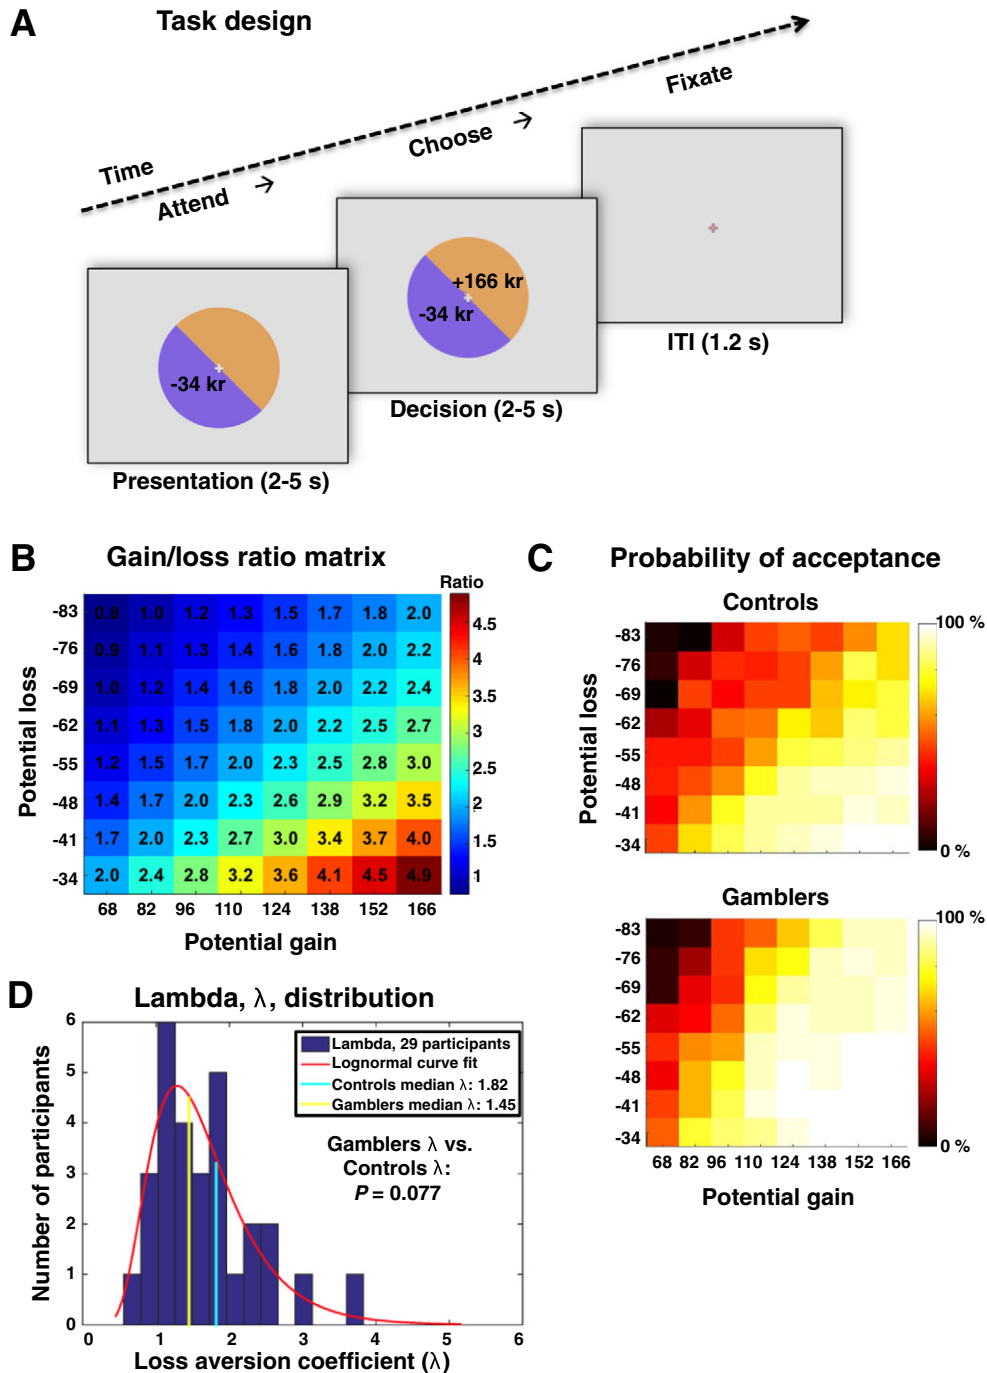 A Task design
Time
Attend →
Choose →
Fixate
-34 kr
Presentation (2-5 s)
+166 kr
-34 kr
Decision (2-5 s)
ITI (1.2 s)
B Gain/loss ratio matrix
Ratio
Potential loss
-83 0.8 1.0 1.2 1.3 1.5 1.7 1.8 2.0
-76 0.9 1.1 1.3 1.4 1.6 1.8 2.0 2.2
-69 1.0 1.2 1.4 1.6 1.8 2.0 2.2 2.4
-62 1.1 1.3 1.5 1.8 2.0 2.2 2.5 2.7
-55 1.2 1.5 1.7 2.0 2.3 2.5 2.8 3.0
-48 1.4 1.7 2.0 2.3 2.6 2.9 3.2 3.5
-41 1.7 2.0 2.3 2.7 3.0 3.4 3.7 4.0
-34 2.0 2.4 2.8 3.2 3.6 4.1 4.5 4.9
68 82 96 110 124 138 152 166
Potential gain
4.5
4
3.5
3
2.5
2
1.5
1
C Probability of acceptance
Controls
Potential loss
-83
-76
-69
-62
-55
-48
-41
-34
100 %
0 %
Gamblers
-83
-76
-69
-62
-55
-48
-41
-34
68 82 96 110 124 138 152 166
Potential gain
100 %
0 %
D Lambda, λ, distribution
Number of participants
6
5
4
3
2
1
0
0 1 2 3 4 5 6
Loss aversion coefficient (λ)
Lambda, 29 participants
Lognormal curve fit
Controls median λ: 1.82
Gamblers median λ: 1.45
Gamblers λ vs.
Controls λ:
P = 0.077